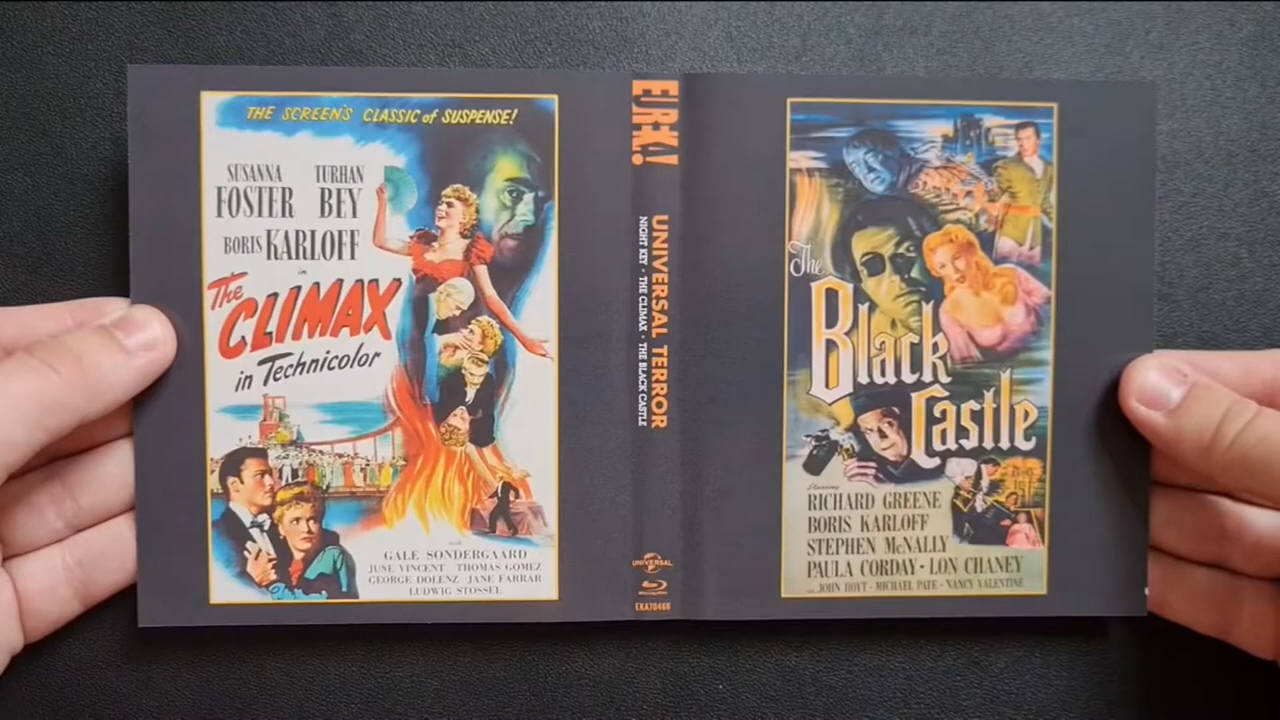 THE SCREEN'S CLASSIC of SUSPENSE!
SUSANNA FOSTER
TURHAN BEY
BORIS KARLOFF
in
The
CLIMAX
in Technicolor
with
GALE SONDERGAARD
JUNE VINCENT THOMAS GOMEZ
GEORGE DOLENZ JANE FARRAR
LUDWIG STOSSEL
EUREKA!
UNIVERSAL TERROR
NIGHT KEY • THE CLIMAX • THE BLACK CASTLE
UNIVERSAL
EKA70468
The
Black
Castle
Starring
RICHARD GREENE
BORIS KARLOFF
STEPHEN McNALLY
PAULA CORDAY • LON CHANEY
with JOHN HOYT • MICHAEL PATE • NANCY VALENTINE